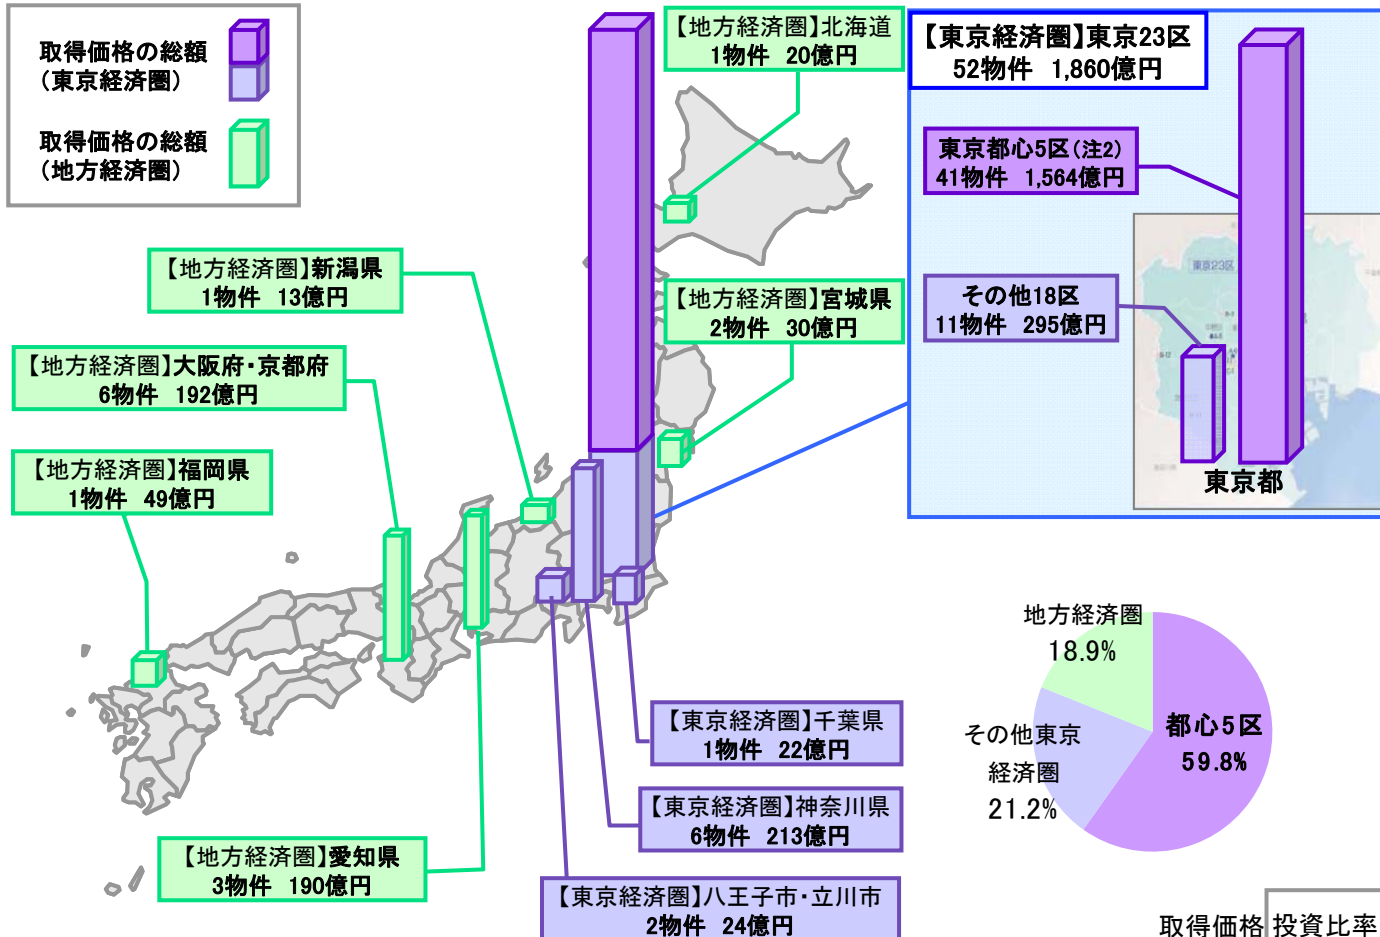 取得価格の総額
（東京経済圏）
取得価格の総額
（地方経済圏）
【地方経済圏】北海道
1物件 20億円
【東京経済圏】東京23区
52物件 1,860億円
東京都心5区（注2）
41物件 1,564億円
東京23区
その他18区
11物件 295億円
東京都
【地方経済圏】新潟県
1物件 13億円
【地方経済圏】宮城県
2物件 30億円
【地方経済圏】大阪府・京都府
6物件 192億円
【地方経済圏】福岡県
1物件 49億円
【東京経済圏】千葉県
1物件 22億円
【東京経済圏】神奈川県
6物件 213億円
【地方経済圏】愛知県
3物件 190億円
【東京経済圏】八王子市・立川市
2物件 24億円
地方経済圏
18.9%
都心5区
59.8%
その他東京
経済圏
21.2%
取得価格 投資比率